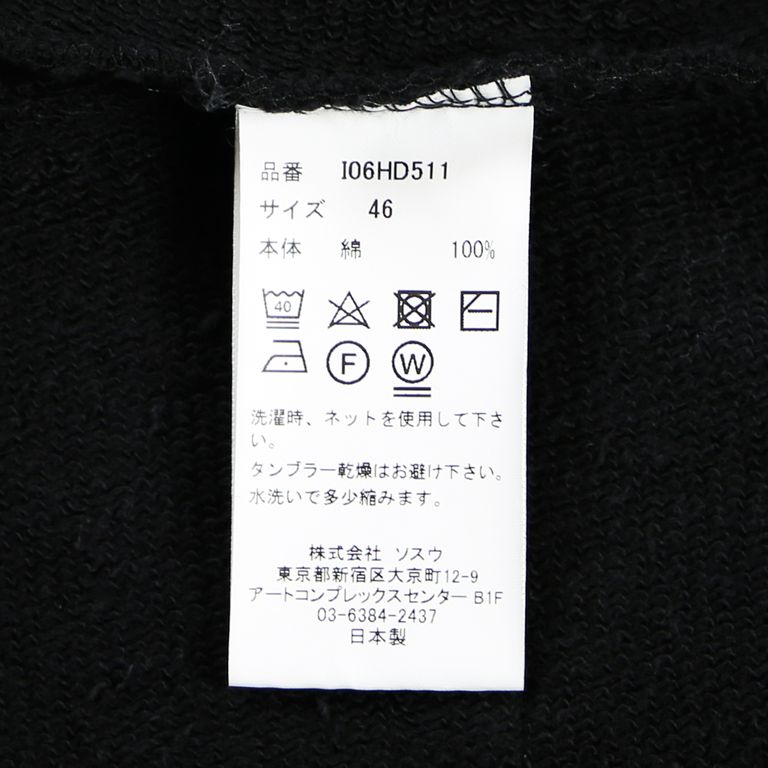 品番 I06HD511
サイズ 46
本体 綿 100%
40
F W
洗濯時、ネットを使用して下さ
い。
タンブラー乾燥はお避け下さい。
水洗いで多少縮みます。
株式会社 ソスウ
東京都新宿区大京町12-9
アートコンプレックスセンター B1F
03-6384-2437
日本製